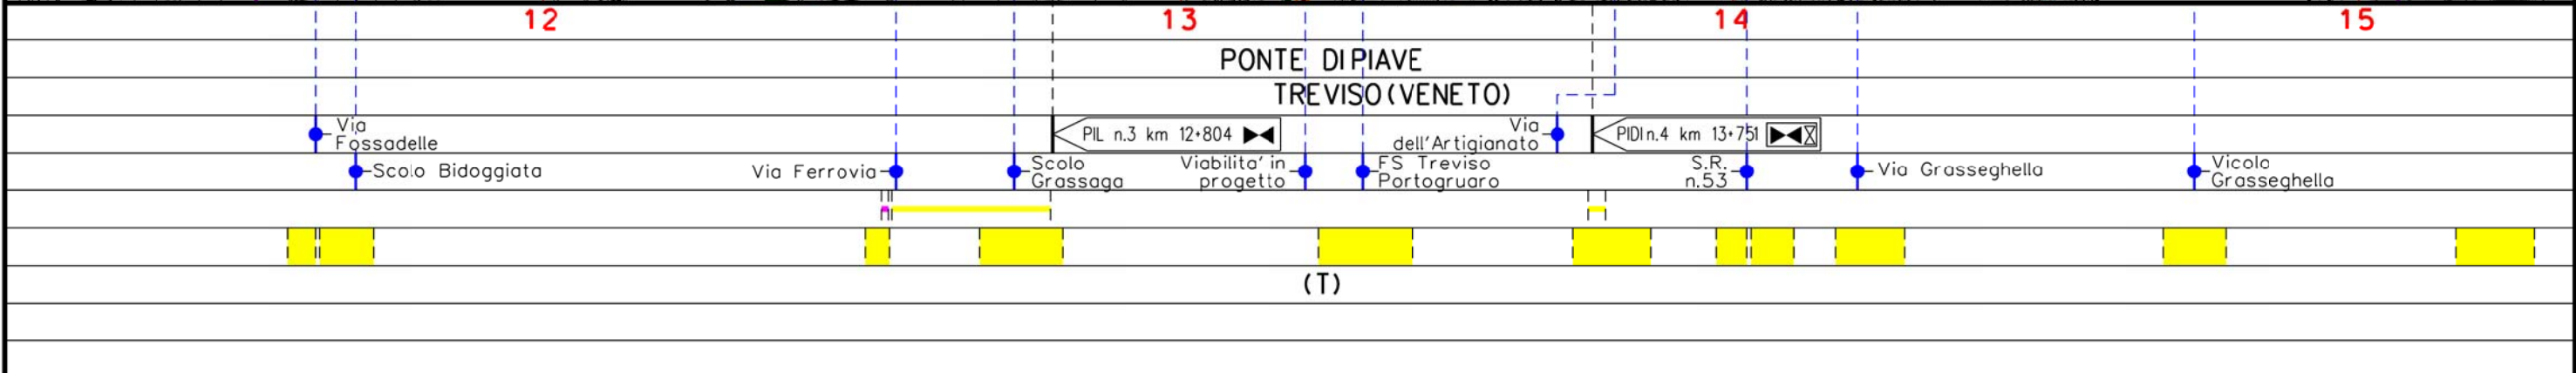 12 13 14 15
PONTE DI PIAVE
TREVISO (VENETO)
Via
Fossadelle
PIL n.3 km 12+804
Via
dell'Artigianato
PIDI n.4 km 13+751
Scolo Bidoggiata
Via Ferrovia
Scolo
Grassaga
Viabilita' in
progetto
FS Treviso
Portogruaro
S.R.
n.53
Via Grasseghella
Vicolo
Grasseghella
(T)